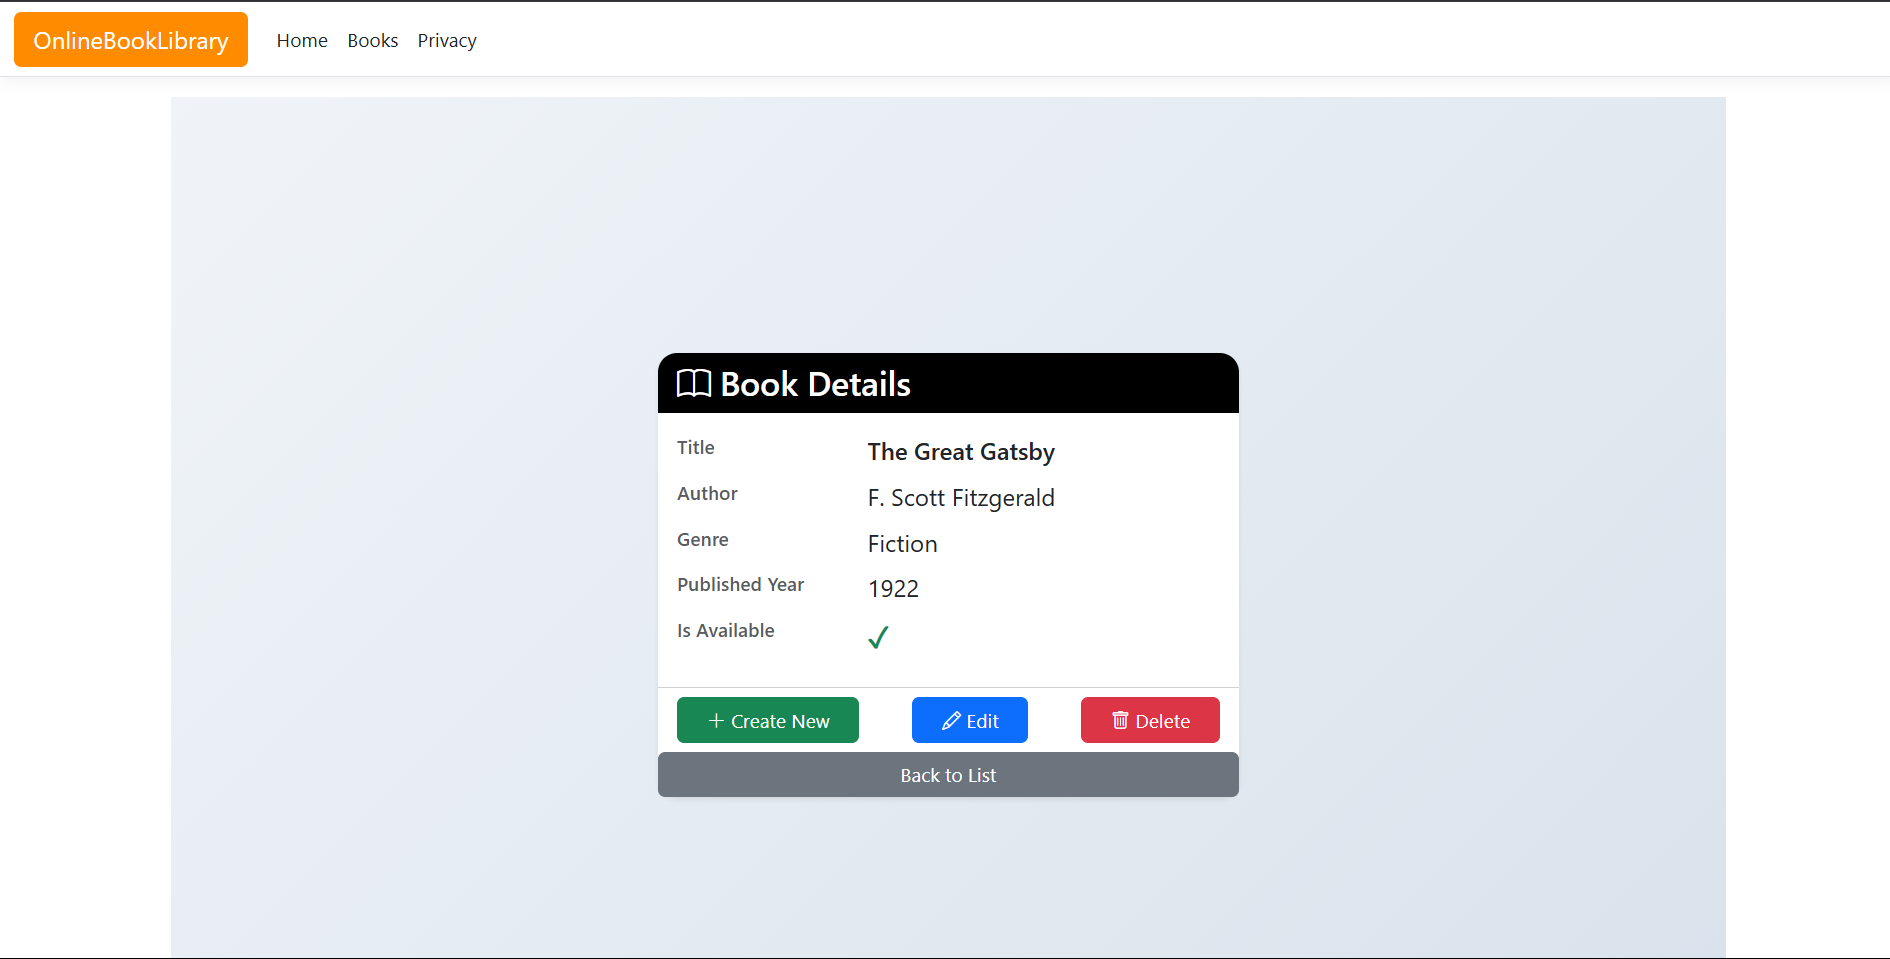 OnlineBookLibrary Home Books Privacy
Book Details
Title The Great Gatsby
Author F. Scott Fitzgerald
Genre Fiction
Published Year 1922
Is Available
Create New Edit Delete
Back to List